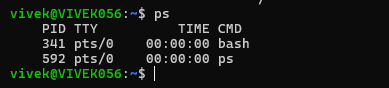 vivek@VIVEK056:~$ ps
PID TTY TIME CMD
341 pts/0 00:00:00 bash
592 pts/0 00:00:00 ps
vivek@VIVEK056:~$